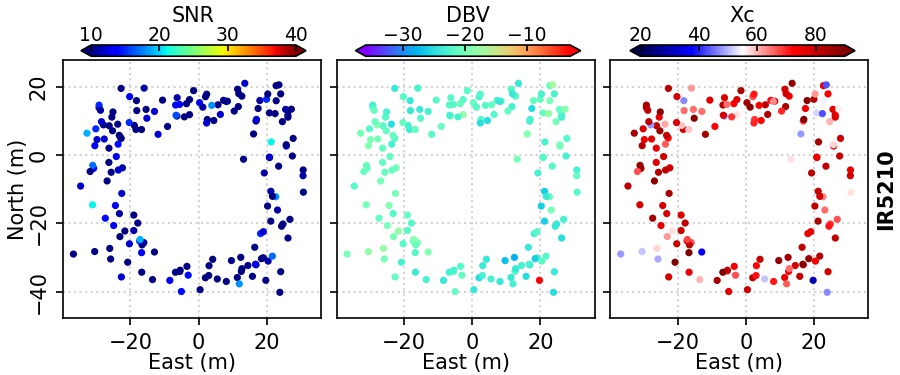 SNR
10 20 30 40
DBV
−30 −20 −10
Xc
20 40 60 80
North (m)
20
0
−20
−40
−20 0 20
East (m)
−20 0 20
East (m)
−20 0 20
East (m)
IR5210